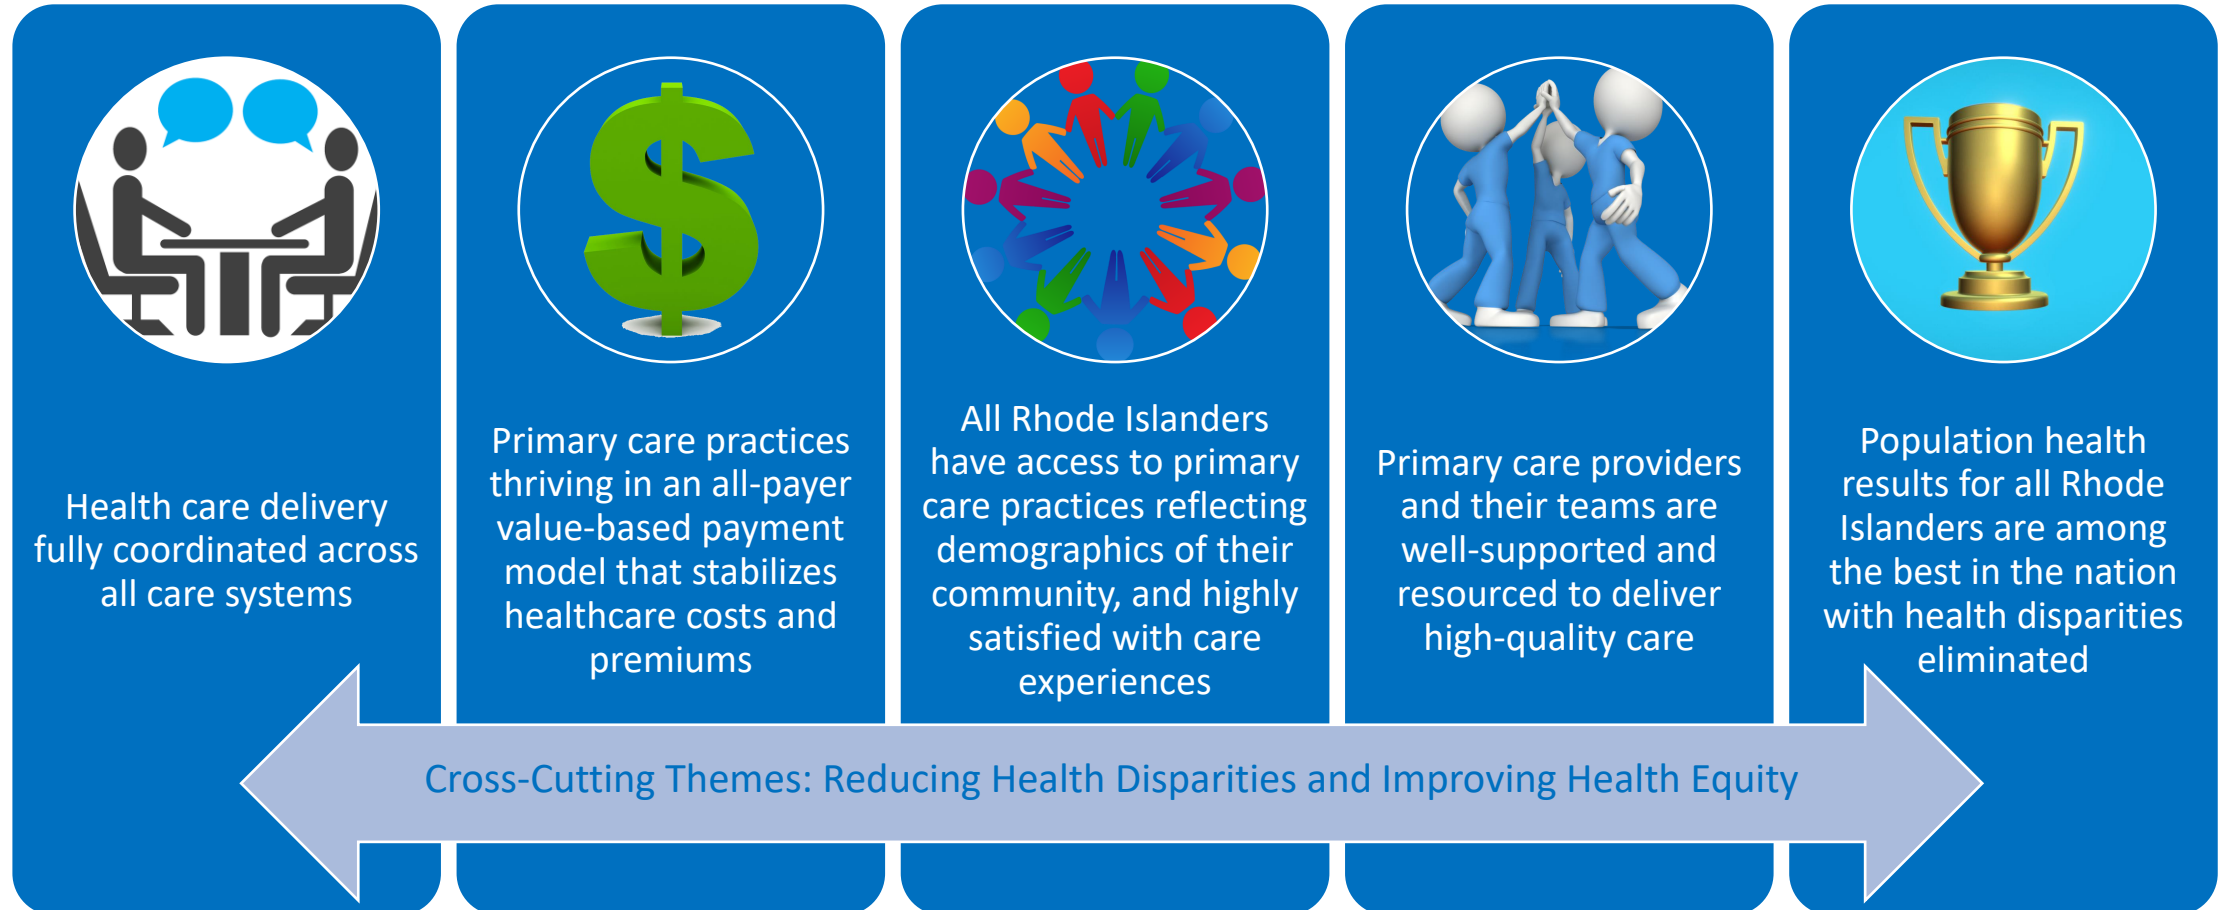 Health care delivery
fully coordinated across
all care systems
Primary care practices
thriving in an all-payer
value-based payment
model that stabilizes
healthcare costs and
premiums
All Rhode Islanders
have access to primary
care practices reflecting
demographics of their
community, and highly
satisfied with care
experiences
Primary care providers
and their teams are
well-supported and
resourced to deliver
high-quality care
Population health
results for all Rhode
Islanders are among
the best in the nation
with health disparities
eliminated
Cross-Cutting Themes: Reducing Health Disparities and Improving Health Equity